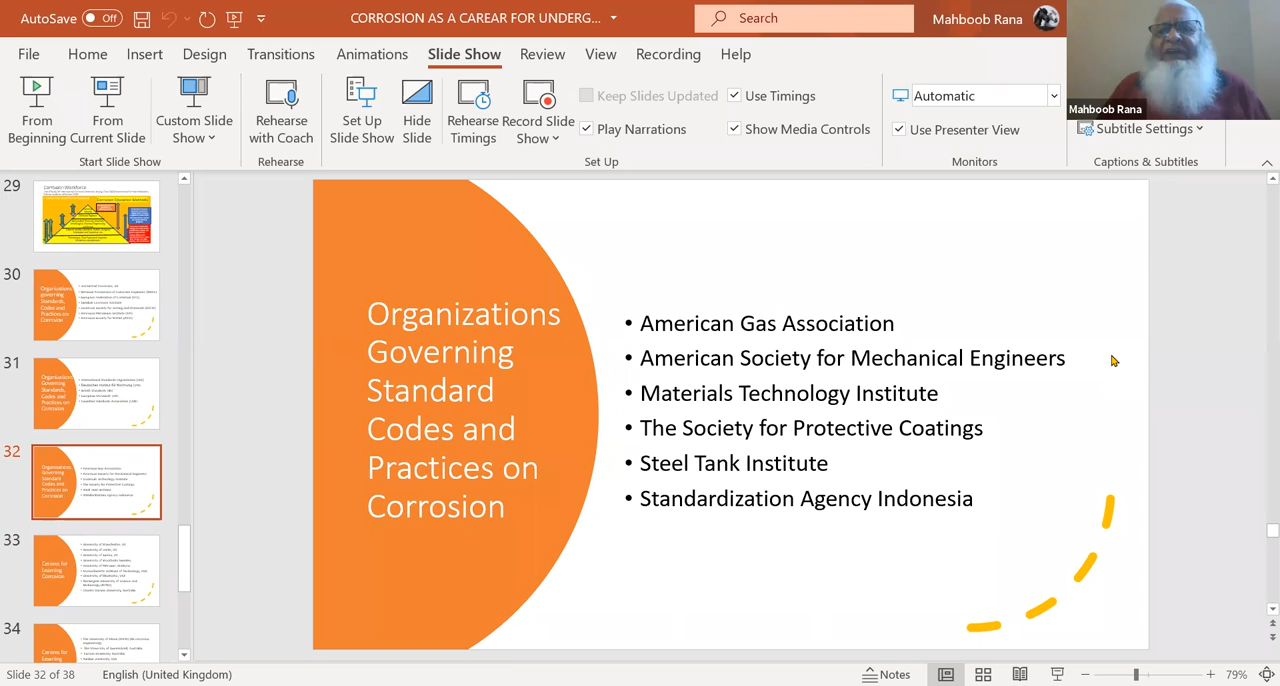 AutoSave Off
CORROSION AS A CAREAR FOR UNDERG...
Search
Mahboob Rana
File Home Insert Design Transitions Animations Slide Show Review View Recording Help
From Beginning
From Current Slide
Custom Slide Show
Rehearse with Coach
Set Up Slide Show
Hide Slide
Rehearse Timings
Record Slide Show
Keep Slides Updated
Use Timings
Play Narrations
Show Media Controls
Automatic
Use Presenter View
Mahboob Rana
Subtitle Settings
Start Slide Show
Rehearse
Set Up
Monitors
Captions & Subtitles
29
30
31
32
33
34
Organizations
Governing
Standard
Codes and
Practices on
Corrosion
• American Gas Association
• American Society for Mechanical Engineers
• Materials Technology Institute
• The Society for Protective Coatings
• Steel Tank Institute
• Standardization Agency Indonesia
Slide 32 of 38
English (United Kingdom)
Notes
79%